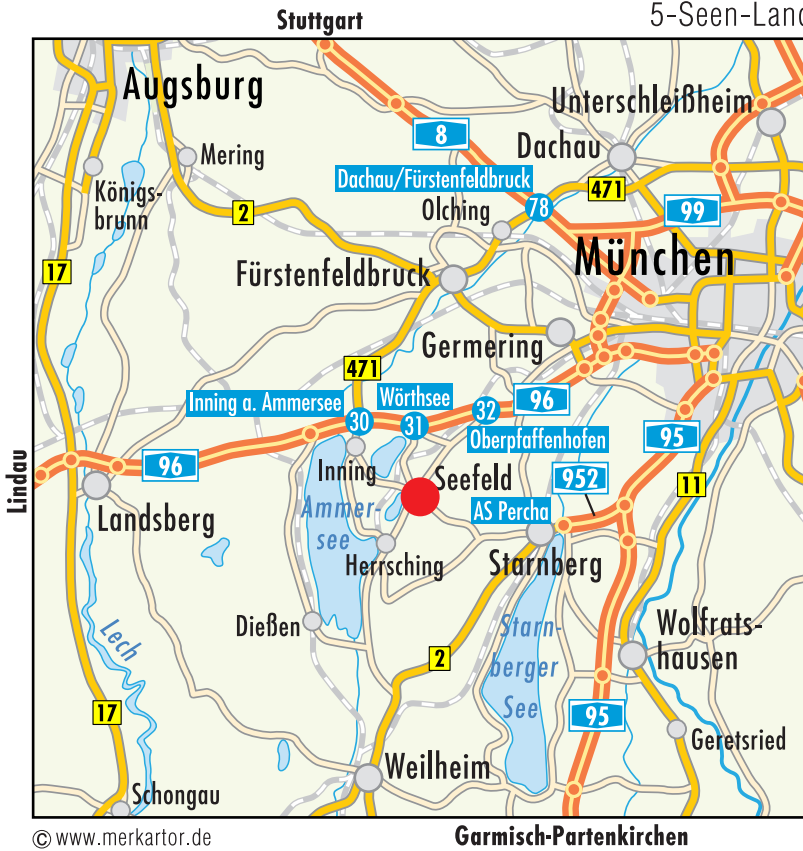 Stuttgart
5-Seen-Land
Augsburg
Unterschleißheim
8
Dachau
Mering
Dachau/Fürstenfeldbruck
471
Königs-
brunn
2
Olching
78
99
17
Fürstenfeldbruck
München
Germering
471
Inning a. Ammersee
Wörthsee
96
30
31
32
Oberpfaffenhofen
95
Lindau
96
Inning
Seefeld
952
11
Landsberg
Ammer-
see
AS Percha
Herrsching
Starnberg
Dießen
Lech
Starn-
berger
See
Wolfrats-
hausen
2
17
95
Geretsried
Weilheim
Schongau
© www.merkartor.de
Garmisch-Partenkirchen